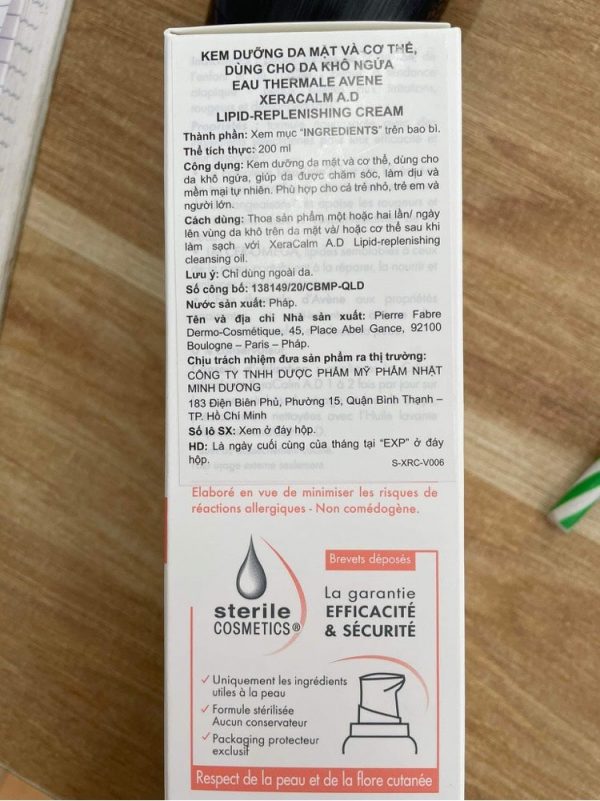 KEM DƯỠNG DA MẶT VÀ CƠ THỂ,
DÙNG CHO DA KHÔ NGỨA
EAU THERMALE AVENE
XERACALM A.D
LIPID-REPLENISHING CREAM
Thành phần: Xem mục “INGREDIENTS” trên bao bì.
Thể tích thực: 200 ml
Công dụng: Kem dưỡng da mặt và cơ thể, dùng cho
da khô ngứa, giúp da được chăm sóc, làm dịu và
mềm mại tự nhiên. Phù hợp cho cả trẻ nhỏ, trẻ em và
người lớn.
Cách dùng: Thoa sản phẩm một hoặc hai lần/ ngày
lên vùng da khô trên da mặt và/ hoặc cơ thể sau khi
làm sạch với XeraCalm A.D Lipid-replenishing
cleansing oil.
Lưu ý: Chỉ dùng ngoài da.
Số công bố: 138149/20/CBMP-QLD
Nước sản xuất: Pháp.
Tên và địa chỉ Nhà sản xuất: Pierre Fabre
Dermo-Cosmétique, 45, Place Abel Gance, 92100
Boulogne – Paris – Pháp.
Chịu trách nhiệm đưa sản phẩm ra thị trường:
CÔNG TY TNHH DƯỢC PHẨM MỸ PHẨM NHẬT
MINH DƯƠNG
183 Điện Biên Phủ, Phường 15, Quận Bình Thạnh –
TP. Hồ Chí Minh
Số lô SX: Xem ở đáy hộp.
HD: Là ngày cuối cùng của tháng tại “EXP” ở đáy
hộp.
S-XRC-V006
Elaboré en vue de minimiser les risques de
réactions allergiques - Non comédogène.
Brevets déposés
sterile
COSMETICS®
La garantie
EFFICACITÉ
& SÉCURITÉ
Uniquement les ingrédients
utiles à la peau
Formule stérilisée
Aucun conservateur
Packaging protecteur
exclusif
Respect de la peau et de la flore cutanée